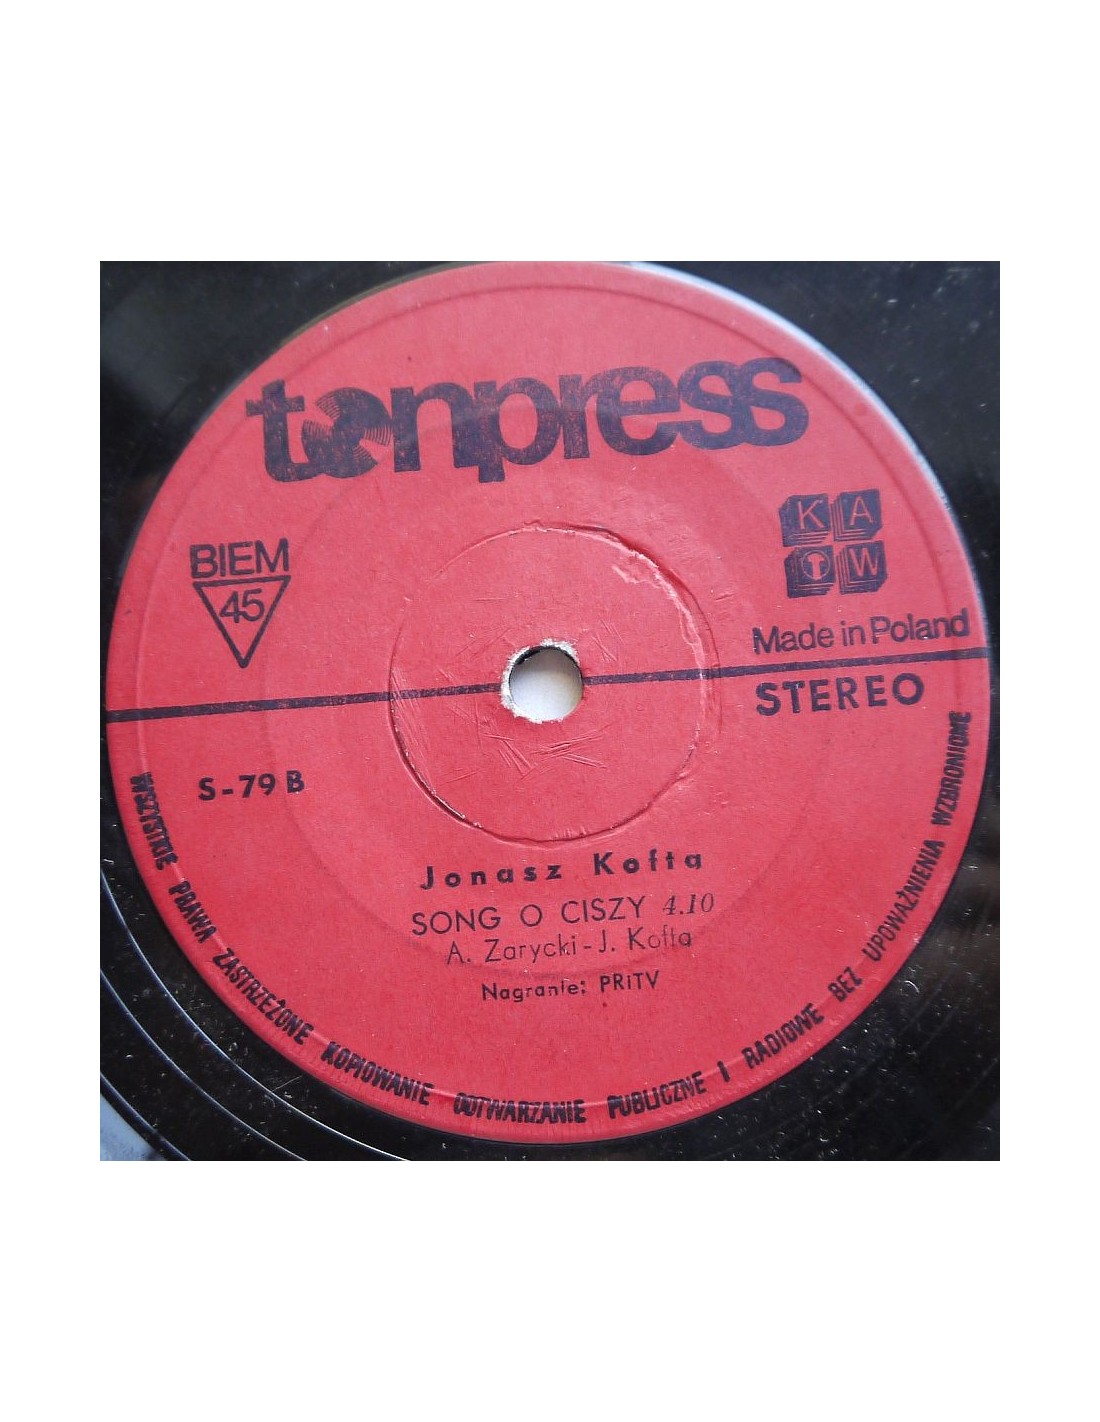 tonpress
KAW
BIEM
45
Made in Poland
STEREO
S-79 B
Jonasz Kofta
SONG O CISZY 4.10
A. Zarycki - J. Kofta
Nagranie: PRiTV
WSZYSTKIE PRAWA ZASTRZEŻONE KOPIOWANIE ODTWARZANIE PUBLICZNE I RADIOWE BEZ UPOWAŻNIENIA WZBRONIONE